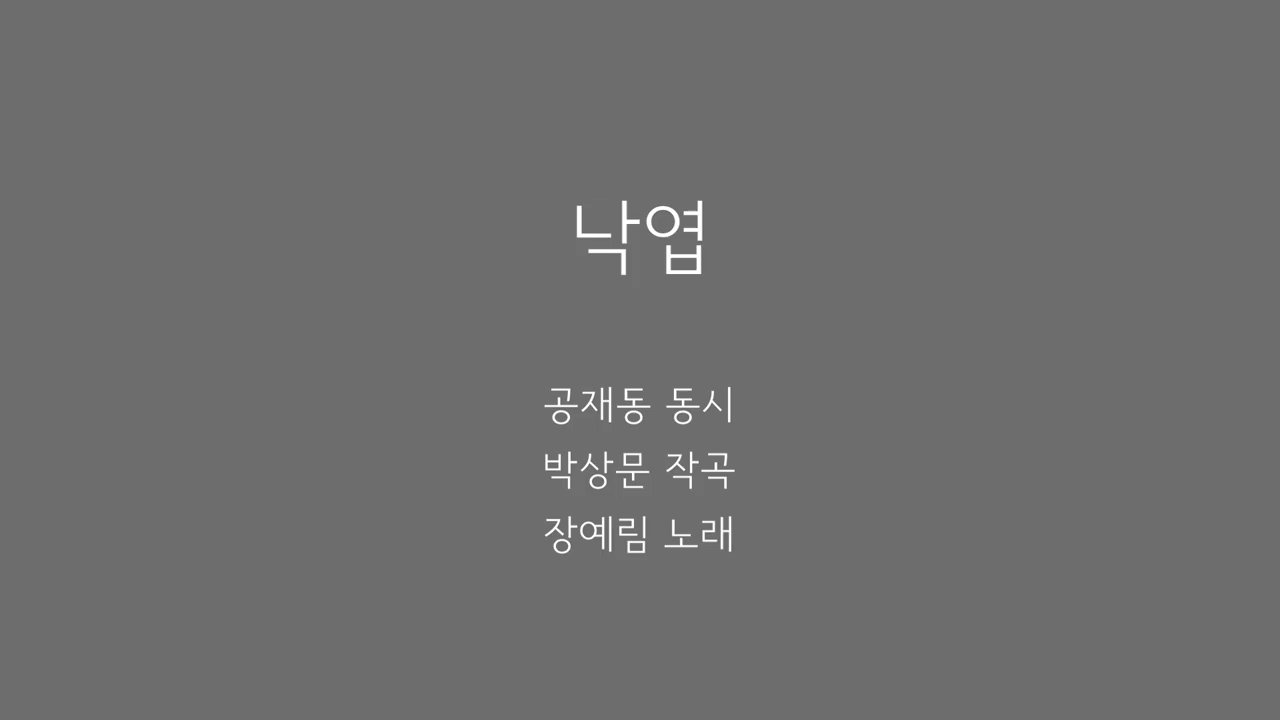 낙엽
공재동 동시
박상문 작곡
장예림 노래